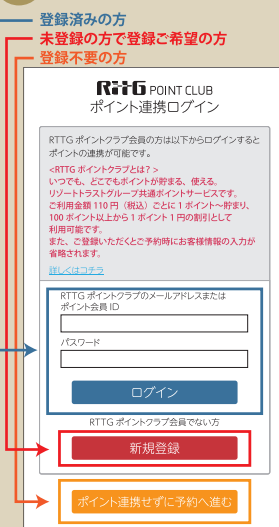 登録済みの方
未登録の方で登録ご希望の方
登録不要の方
RTTG POINT CLUB
ポイント連携ログイン
RTTG ポイントクラブ会員の方は以下からログインすると
ポイントの連携が可能です。
<RTTG ポイントクラブとは? >
いつでも、どこでもポイントが貯まる、使える。
リゾートトラストグループ共通ポイントサービスです。
ご利用金額 110 円（税込）ごとに 1 ポイント〜貯まり、
100 ポイント以上から 1 ポイント 1 円の割引として
利用可能です。
また、ご登録いただくとご予約時にお客様情報の入力が
省略されます。
詳しくはコチラ
RTTG ポイントクラブのメールアドレスまたは
ポイント会員 ID
パスワード
ログイン
RTTG ポイントクラブ会員でない方
新規登録
ポイント連携せずに予約へ進む